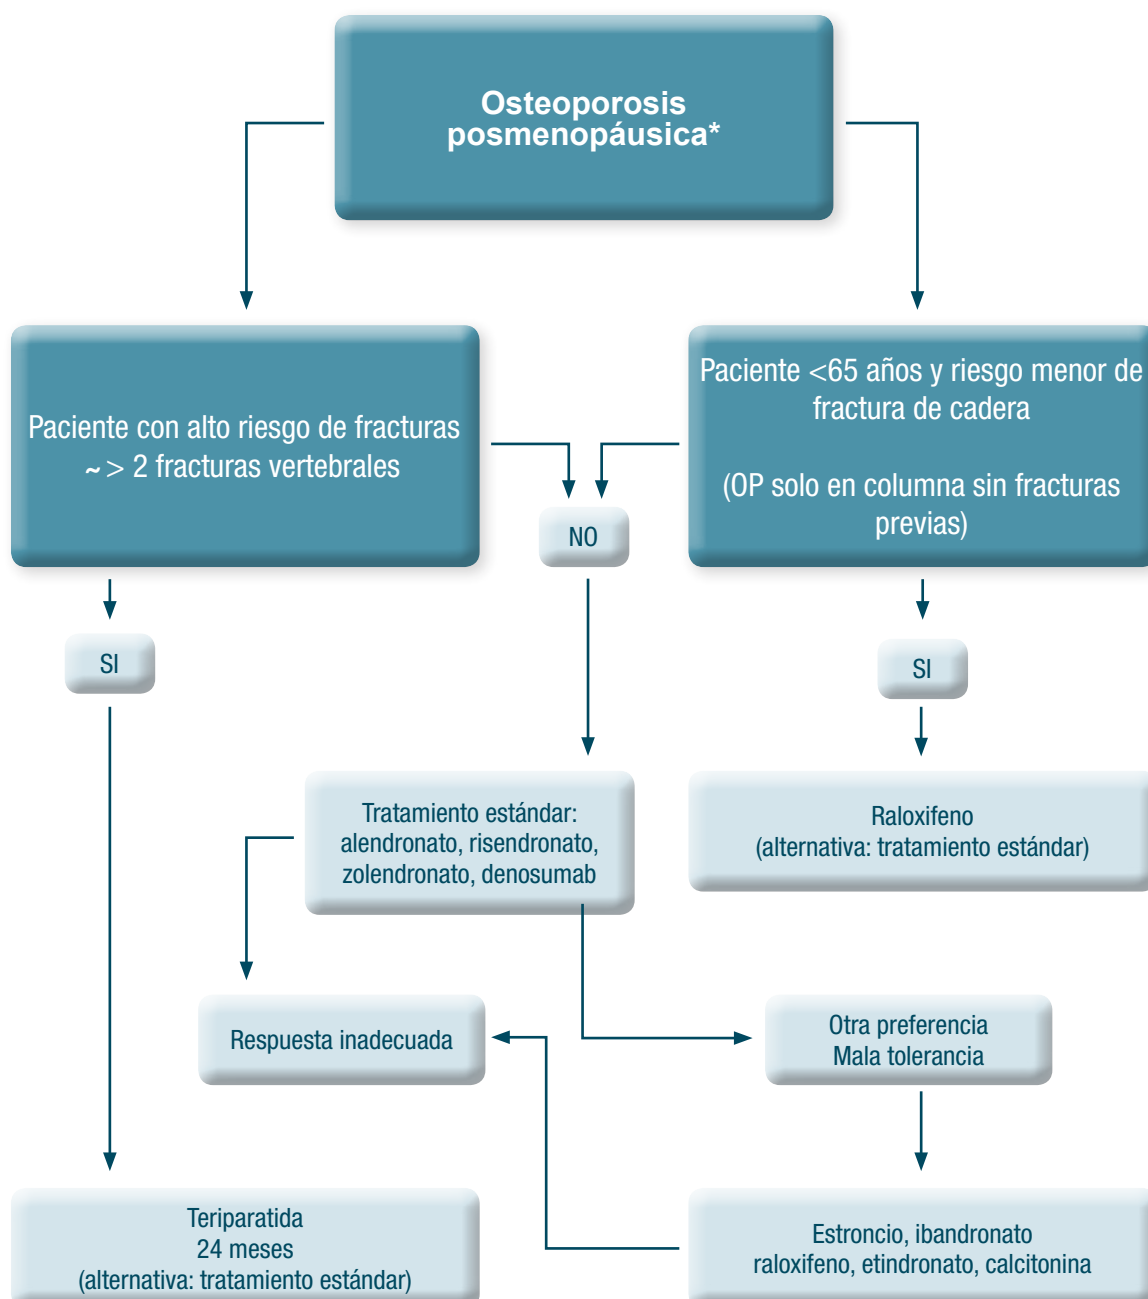 Osteoporosis
posmenopáusica*
Paciente con alto riesgo de fracturas
~ > 2 fracturas vertebrales
Paciente <65 años y riesgo menor de
fractura de cadera
(OP solo en columna sin fracturas
previas)
NO
SI
SI
Tratamiento estándar:
alendronato, risendronato,
zolendronato, denosumab
Raloxifeno
(alternativa: tratamiento estándar)
Respuesta inadecuada
Otra preferencia
Mala tolerancia
Teriparatida
24 meses
(alternativa: tratamiento estándar)
Estroncio, ibandronato
raloxifeno, etindronato, calcitonina